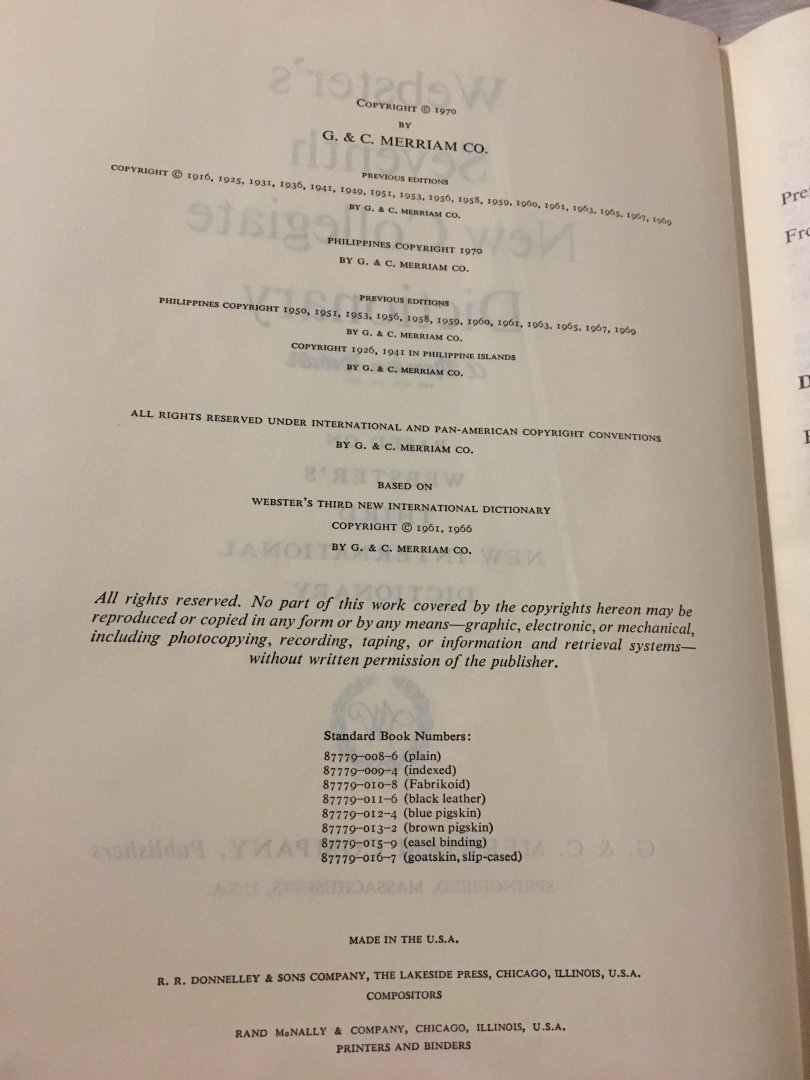 COPYRIGHT © 1970
BY
G. & C. MERRIAM CO.
PREVIOUS EDITIONS
COPYRIGHT © 1916, 1925, 1931, 1936, 1941, 1949, 1951, 1953, 1956, 1958, 1959, 1960, 1961, 1963, 1965, 1967, 1969
BY G. & C. MERRIAM CO.
PHILIPPINES COPYRIGHT 1970
BY G. & C. MERRIAM CO.
PREVIOUS EDITIONS
PHILIPPINES COPYRIGHT 1950, 1951, 1953, 1956, 1958, 1959, 1960, 1961, 1963, 1965, 1967, 1969
BY G. & C. MERRIAM CO.
COPYRIGHT 1926, 1941 IN PHILIPPINE ISLANDS
BY G. & C. MERRIAM CO.
ALL RIGHTS RESERVED UNDER INTERNATIONAL AND PAN-AMERICAN COPYRIGHT CONVENTIONS
BY G. & C. MERRIAM CO.
BASED ON
WEBSTER'S THIRD NEW INTERNATIONAL DICTIONARY
COPYRIGHT © 1961, 1966
BY G. & C. MERRIAM CO.
All rights reserved. No part of this work covered by the copyrights hereon may be
reproduced or copied in any form or by any means—graphic, electronic, or mechanical,
including photocopying, recording, taping, or information and retrieval systems—
without written permission of the publisher.
Standard Book Numbers:
87779–008–6 (plain)
87779–009–4 (indexed)
87779–010–8 (Fabrikoid)
87779–011–6 (black leather)
87779–012–4 (blue pigskin)
87779–013–2 (brown pigskin)
87779–015–9 (easel binding)
87779–016–7 (goatskin, slip-cased)
MADE IN THE U.S.A.
R. R. DONNELLEY & SONS COMPANY, THE LAKESIDE PRESS, CHICAGO, ILLINOIS, U.S.A.
COMPOSITORS
RAND McNALLY & COMPANY, CHICAGO, ILLINOIS, U.S.A.
PRINTERS AND BINDERS